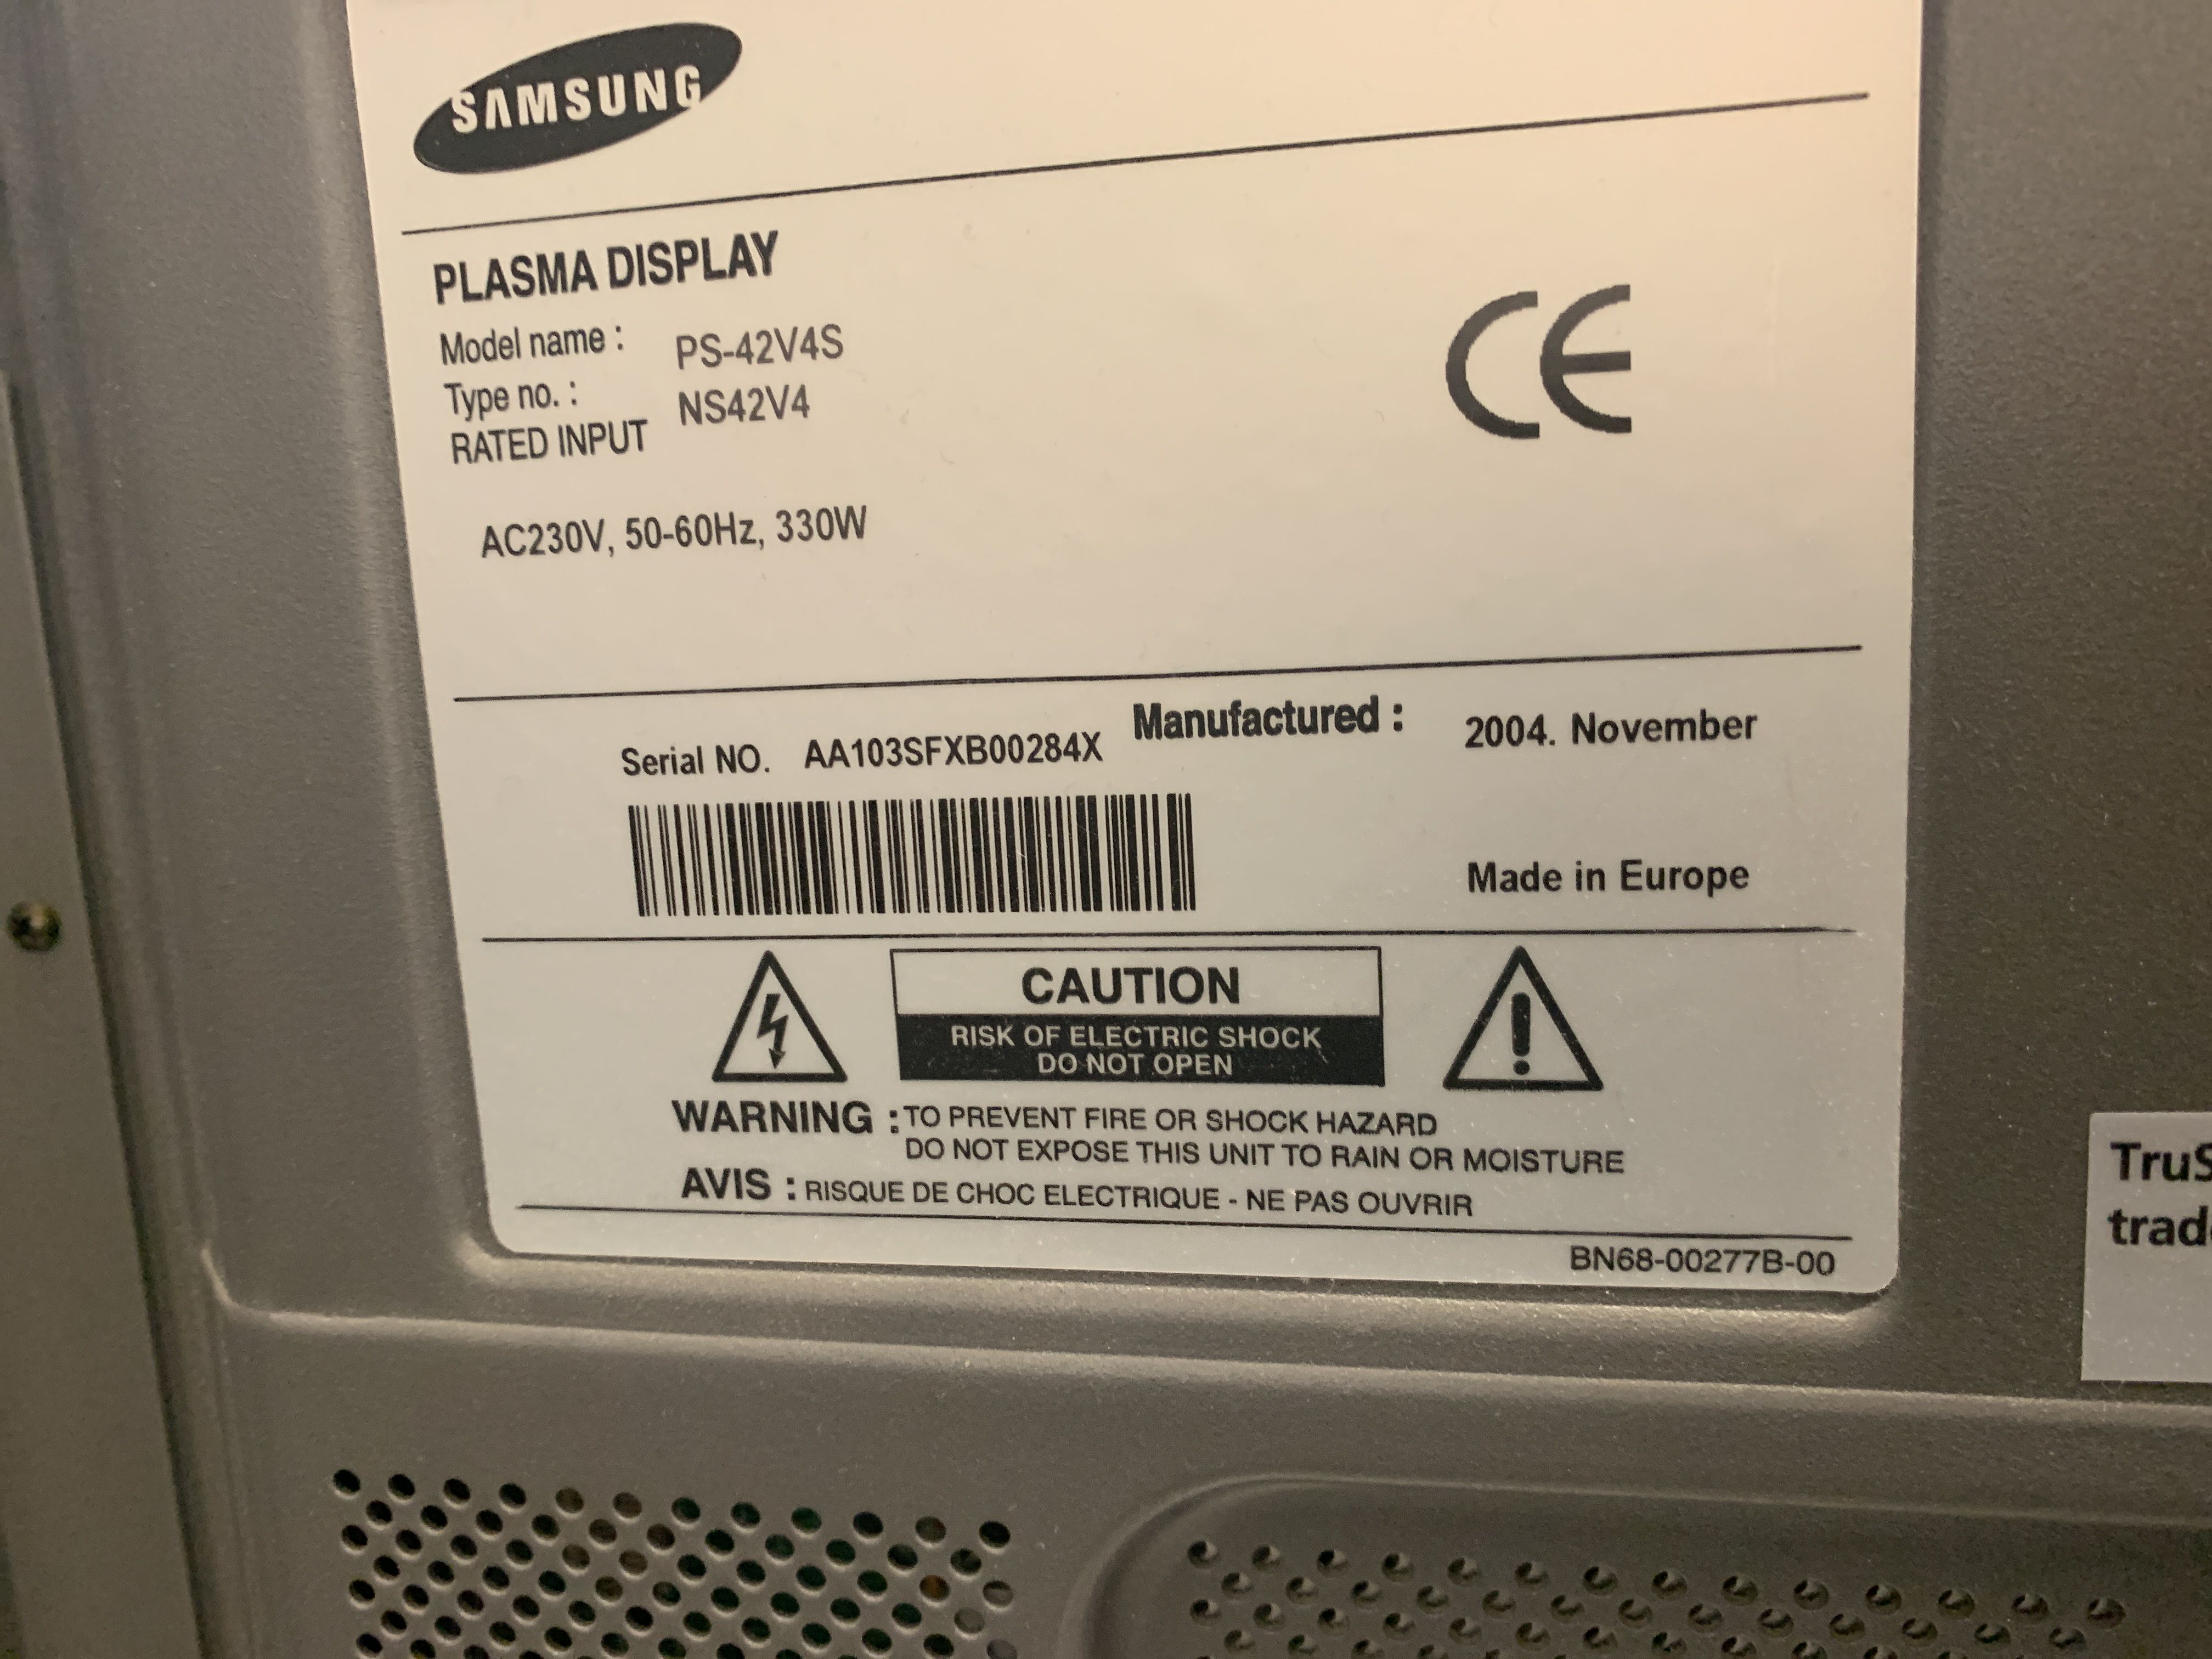 SAMSUNG
PLASMA DISPLAY
Model name : PS-42V4S
Type no. : NS42V4
RATED INPUT
AC230V, 50-60Hz, 330W
CE
Serial NO. AA103SFXB00284X Manufactured : 2004. November
Made in Europe
CAUTION
RISK OF ELECTRIC SHOCK
DO NOT OPEN
WARNING : TO PREVENT FIRE OR SHOCK HAZARD
DO NOT EXPOSE THIS UNIT TO RAIN OR MOISTURE
AVIS : RISQUE DE CHOC ELECTRIQUE - NE PAS OUVRIR
BN68-00277B-00